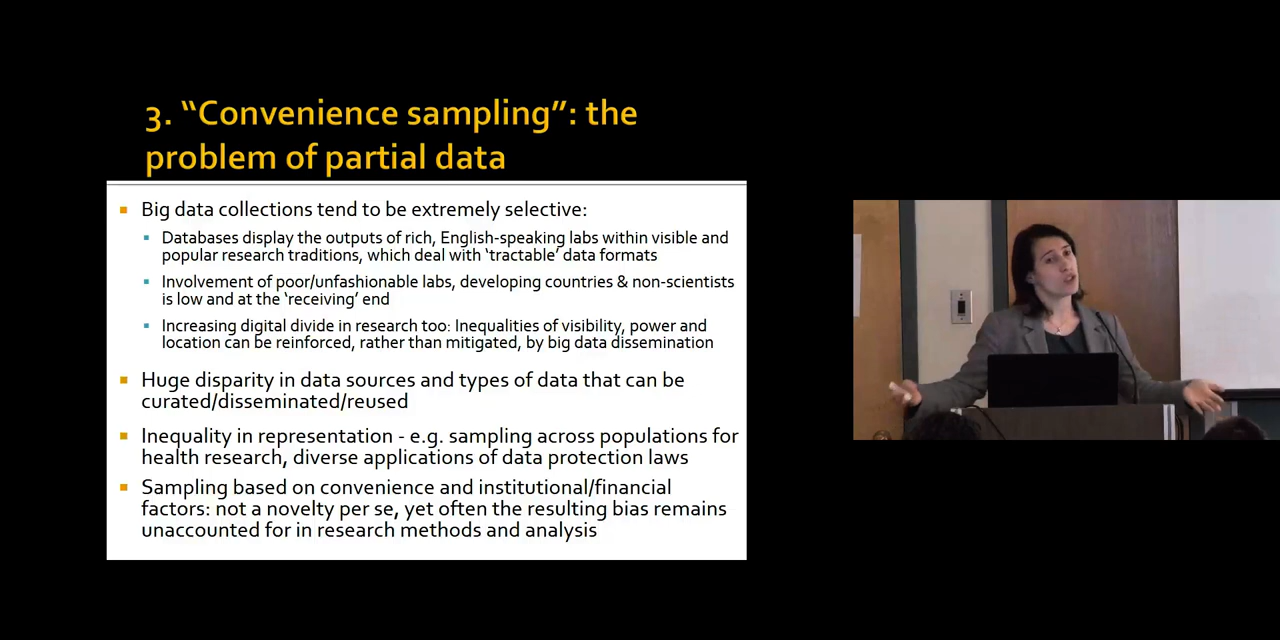 3. “Convenience sampling”: the
problem of partial data
Big data collections tend to be extremely selective:
Databases display the outputs of rich, English-speaking labs within visible and
popular research traditions, which deal with ‘tractable’ data formats
Involvement of poor/unfashionable labs, developing countries & non-scientists
is low and at the ‘receiving’ end
Increasing digital divide in research too: Inequalities of visibility, power and
location can be reinforced, rather than mitigated, by big data dissemination
Huge disparity in data sources and types of data that can be
curated/disseminated/reused
Inequality in representation - e.g. sampling across populations for
health research, diverse applications of data protection laws
Sampling based on convenience and institutional/financial
factors: not a novelty per se, yet often the resulting bias remains
unaccounted for in research methods and analysis